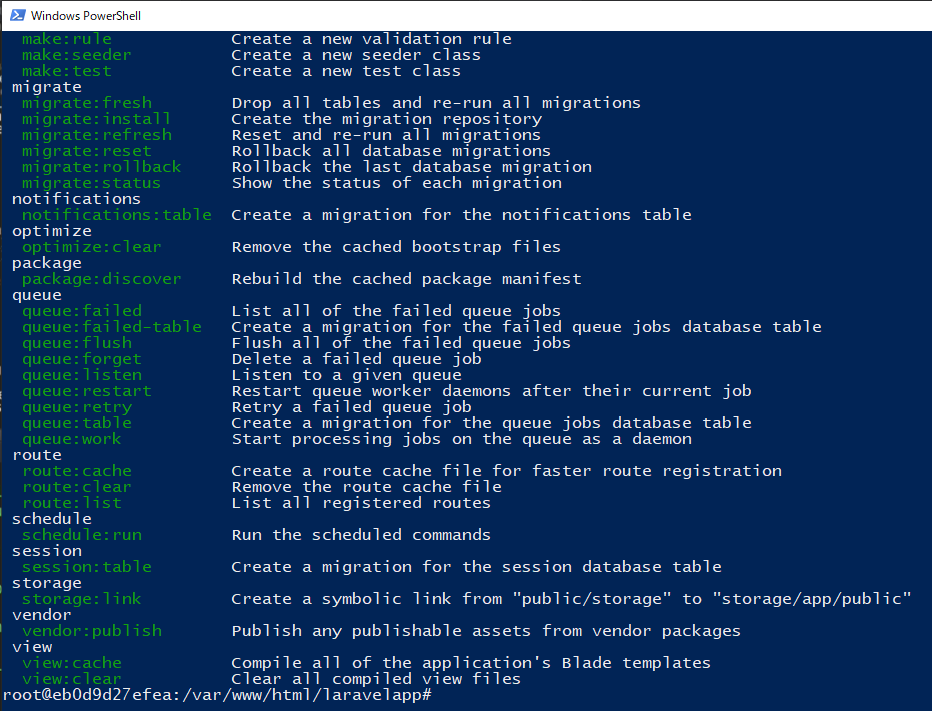 Windows PowerShell
make:rule Create a new validation rule
make:seeder Create a new seeder class
make:test Create a new test class
migrate
migrate:fresh Drop all tables and re-run all migrations
migrate:install Create the migration repository
migrate:refresh Reset and re-run all migrations
migrate:reset Rollback all database migrations
migrate:rollback Rollback the last database migration
migrate:status Show the status of each migration
notifications
notifications:table Create a migration for the notifications table
optimize
optimize:clear Remove the cached bootstrap files
package
package:discover Rebuild the cached package manifest
queue
queue:failed List all of the failed queue jobs
queue:failed-table Create a migration for the failed queue jobs database table
queue:flush Flush all of the failed queue jobs
queue:forget Delete a failed queue job
queue:listen Listen to a given queue
queue:restart Restart queue worker daemons after their current job
queue:retry Retry a failed queue job
queue:table Create a migration for the queue jobs database table
queue:work Start processing jobs on the queue as a daemon
route
route:cache Create a route cache file for faster route registration
route:clear Remove the route cache file
route:list List all registered routes
schedule
schedule:run Run the scheduled commands
session
session:table Create a migration for the session database table
storage
storage:link Create a symbolic link from "public/storage" to "storage/app/public"
vendor
vendor:publish Publish any publishable assets from vendor packages
view
view:cache Compile all of the application's Blade templates
view:clear Clear all compiled view files
root@eb0d9d27efea:/var/www/html/laravelapp#